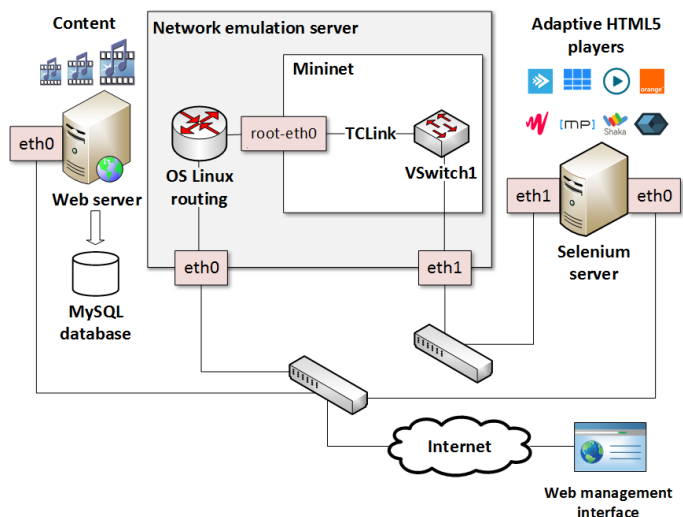 Content
Network emulation server
Adaptive HTML5
players
Mininet
orange
eth0
root-eth0
TCLink
[mp]
Shaka
OS Linux
routing
VSwitch1
Web server
eth1
eth0
Selenium
server
eth0
eth1
MySQL
database
Internet
Web management
interface